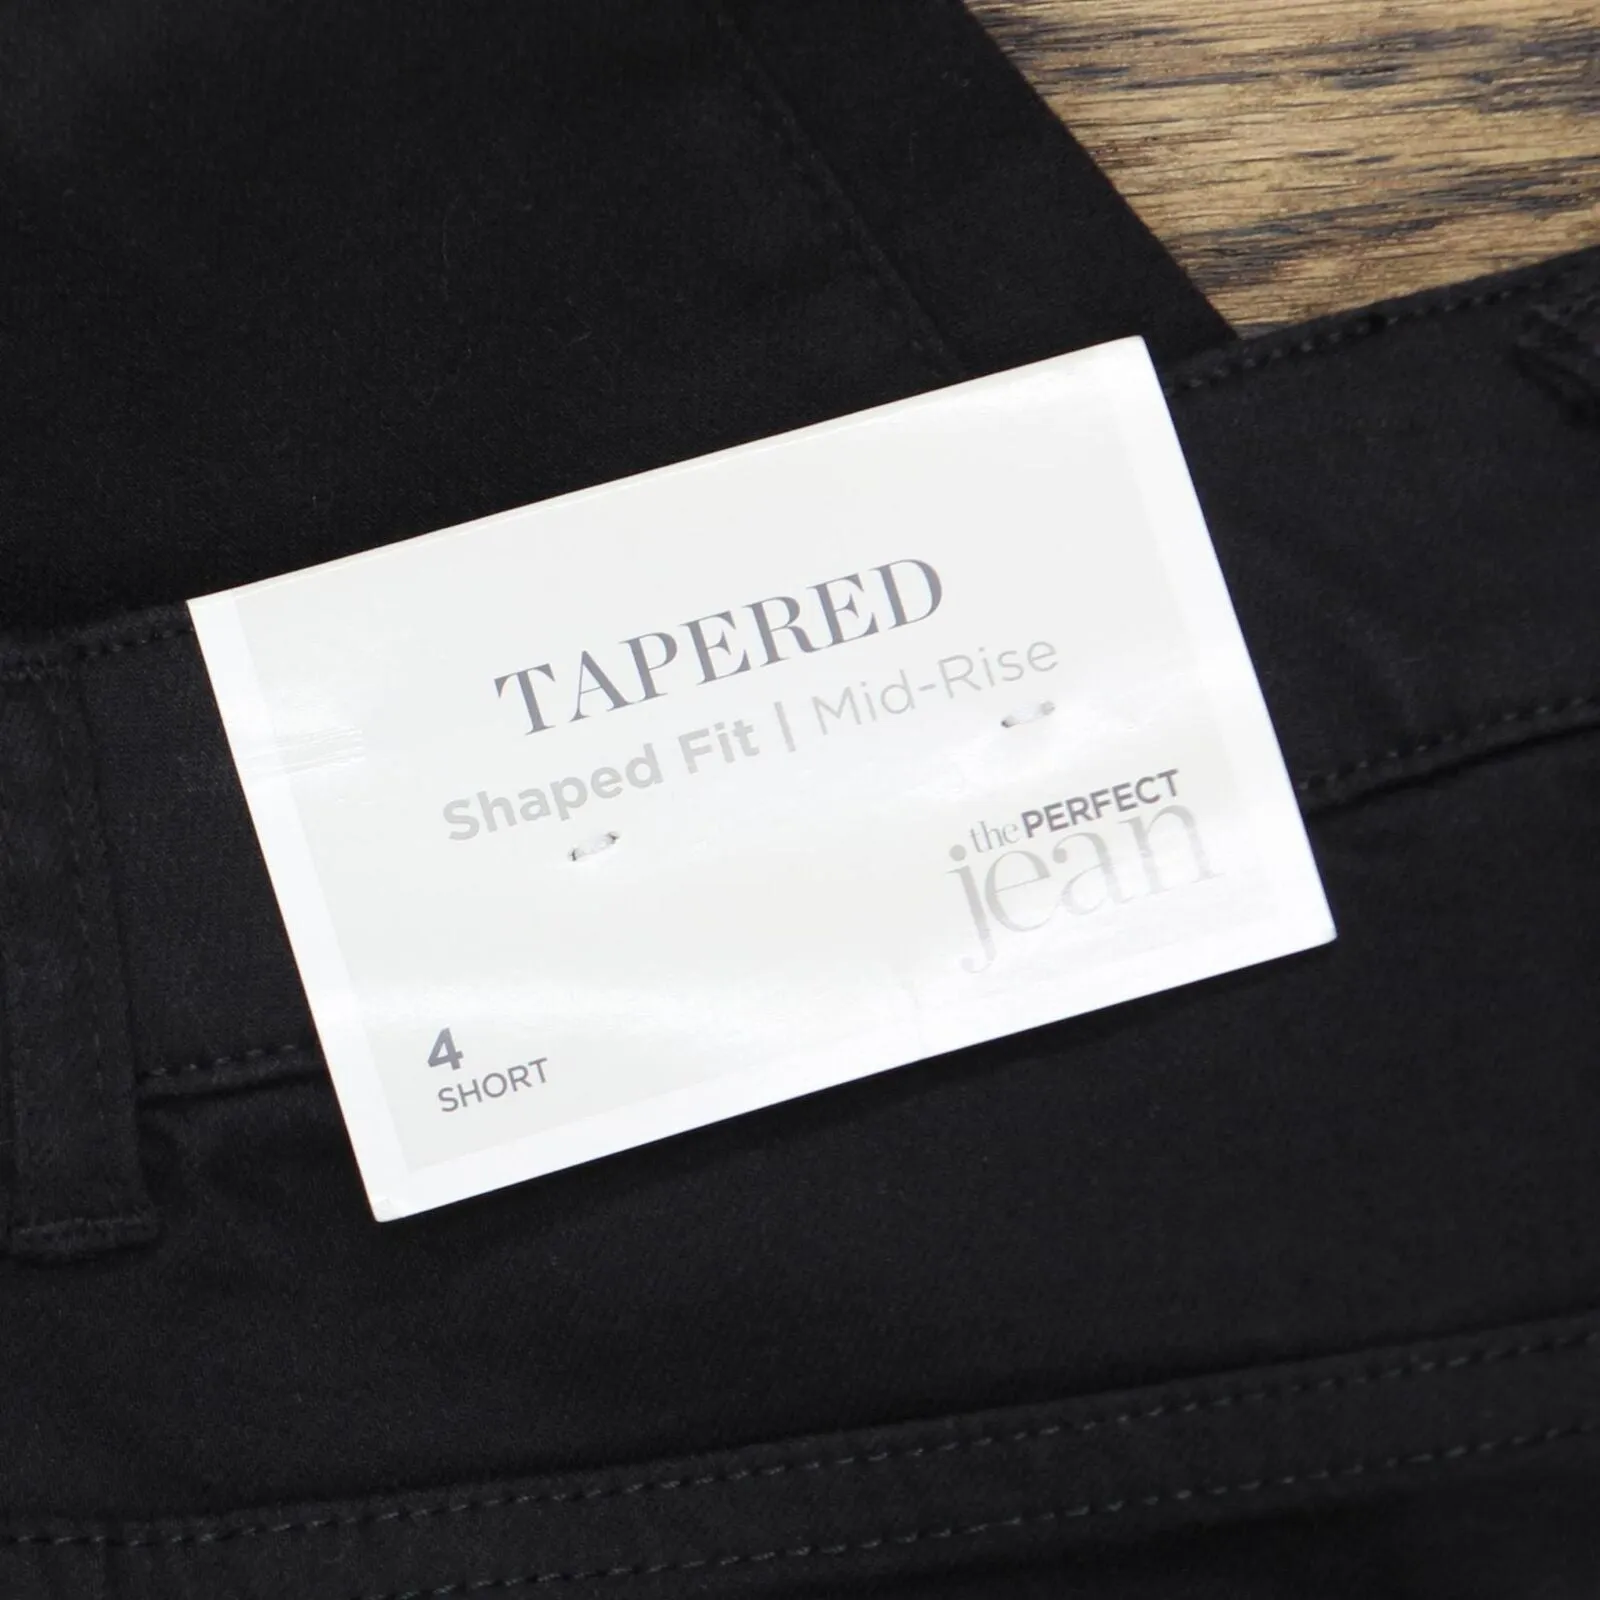 TAPERED
Shaped Fit | Mid-Rise
the PERFECT
jean
4
SHORT